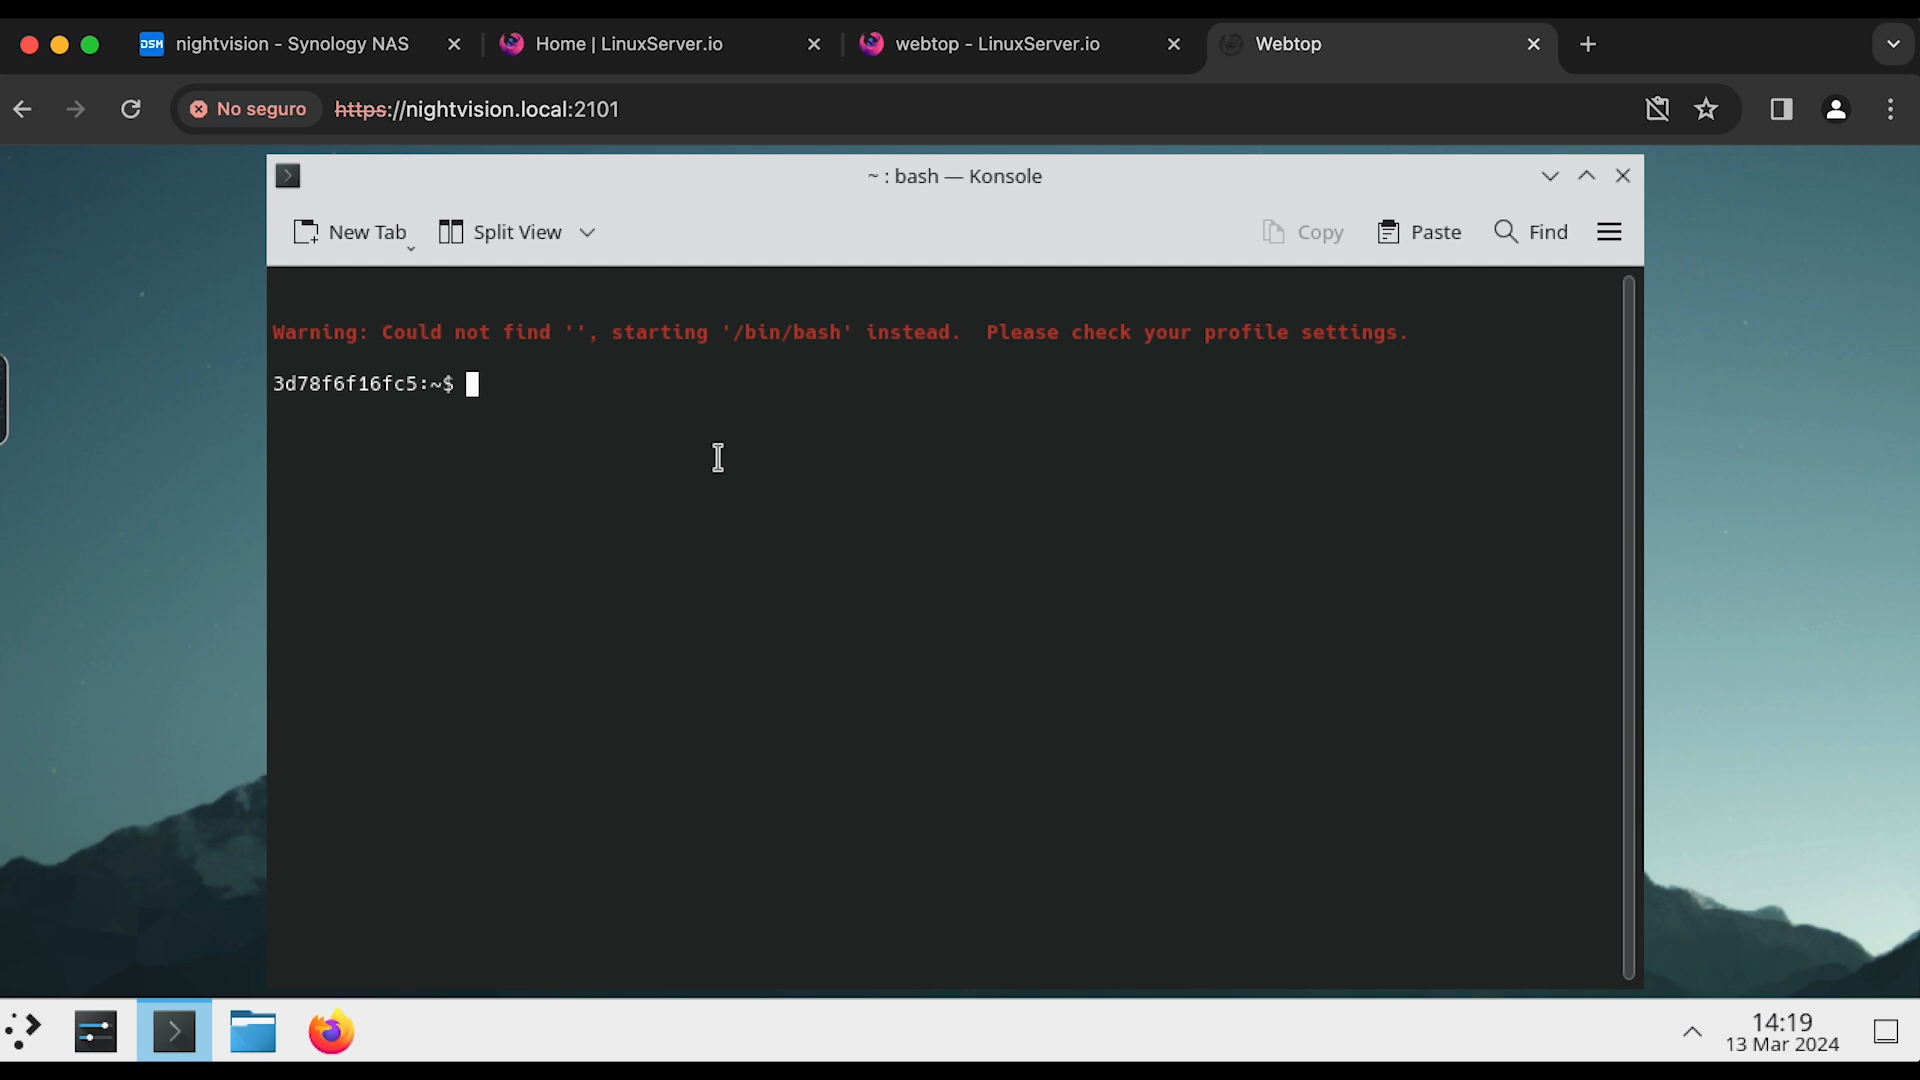 DSM nightvision - Synology NAS
Home | LinuxServer.io
webtop - LinuxServer.io
Webtop
No seguro https://nightvision.local:2101
~ : bash — Konsole
New Tab Split View Copy Paste Find
Warning: Could not find '', starting '/bin/bash' instead.  Please check your profile settings.
3d78f6f16fc5:~$
14:19
13 Mar 2024